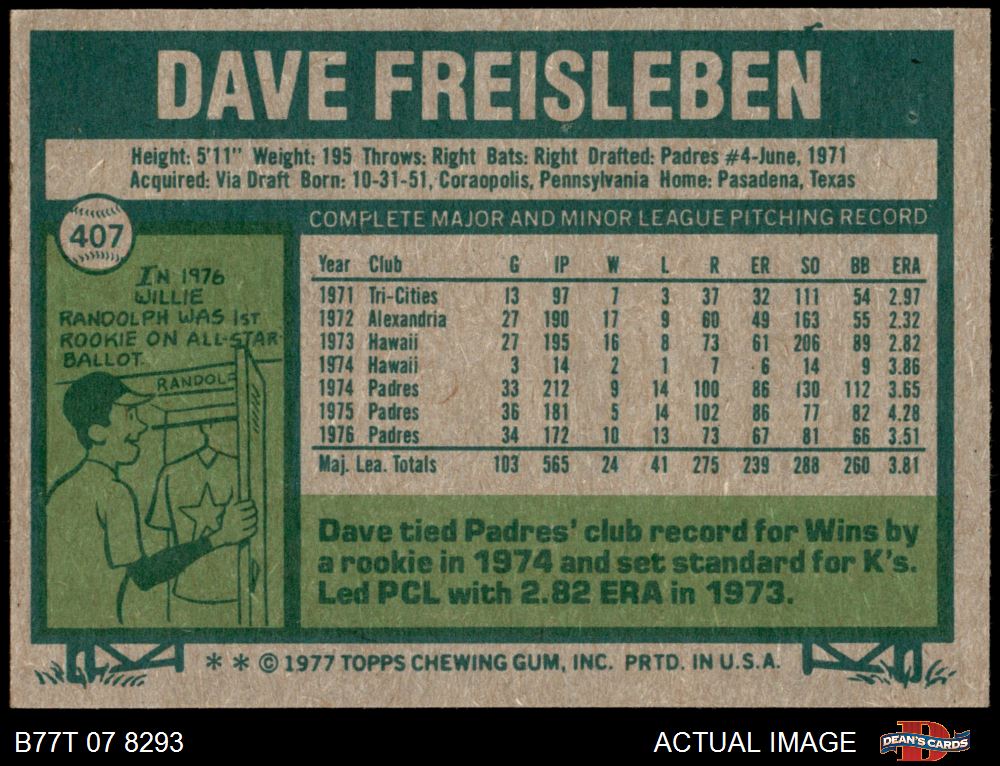 DAVE FREISLEBEN
Height: 5'11" Weight: 195 Throws: Right Bats: Right Drafted: Padres #4-June, 1971
Acquired: Via Draft Born: 10-31-51, Coraopolis, Pennsylvania Home: Pasadena, Texas
407
IN 1976
WILLIE
RANDOLPH WAS 1ST
ROOKIE ON ALL-STAR
BALLOT.
RANDOLP
COMPLETE MAJOR AND MINOR LEAGUE PITCHING RECORD
Year Club G IP W L R ER SO BB ERA
1971 Tri-Cities 13 97 7 3 37 32 111 54 2.97
1972 Alexandria 27 190 17 9 60 49 163 55 2.32
1973 Hawaii 27 195 16 8 73 61 206 89 2.82
1974 Hawaii 3 14 2 1 7 6 14 9 3.86
1974 Padres 33 212 9 14 100 86 130 112 3.65
1975 Padres 36 181 5 14 102 86 77 82 4.28
1976 Padres 34 172 10 13 73 67 81 66 3.51
Maj. Lea. Totals 103 565 24 41 275 239 288 260 3.81
Dave tied Padres' club record for Wins by
a rookie in 1974 and set standard for K's.
Led PCL with 2.82 ERA in 1973.
* * © 1977 TOPPS CHEWING GUM, INC. PRTD. IN U.S.A.
B77T 07 8293
ACTUAL IMAGE
D
DEAN'S CARDS